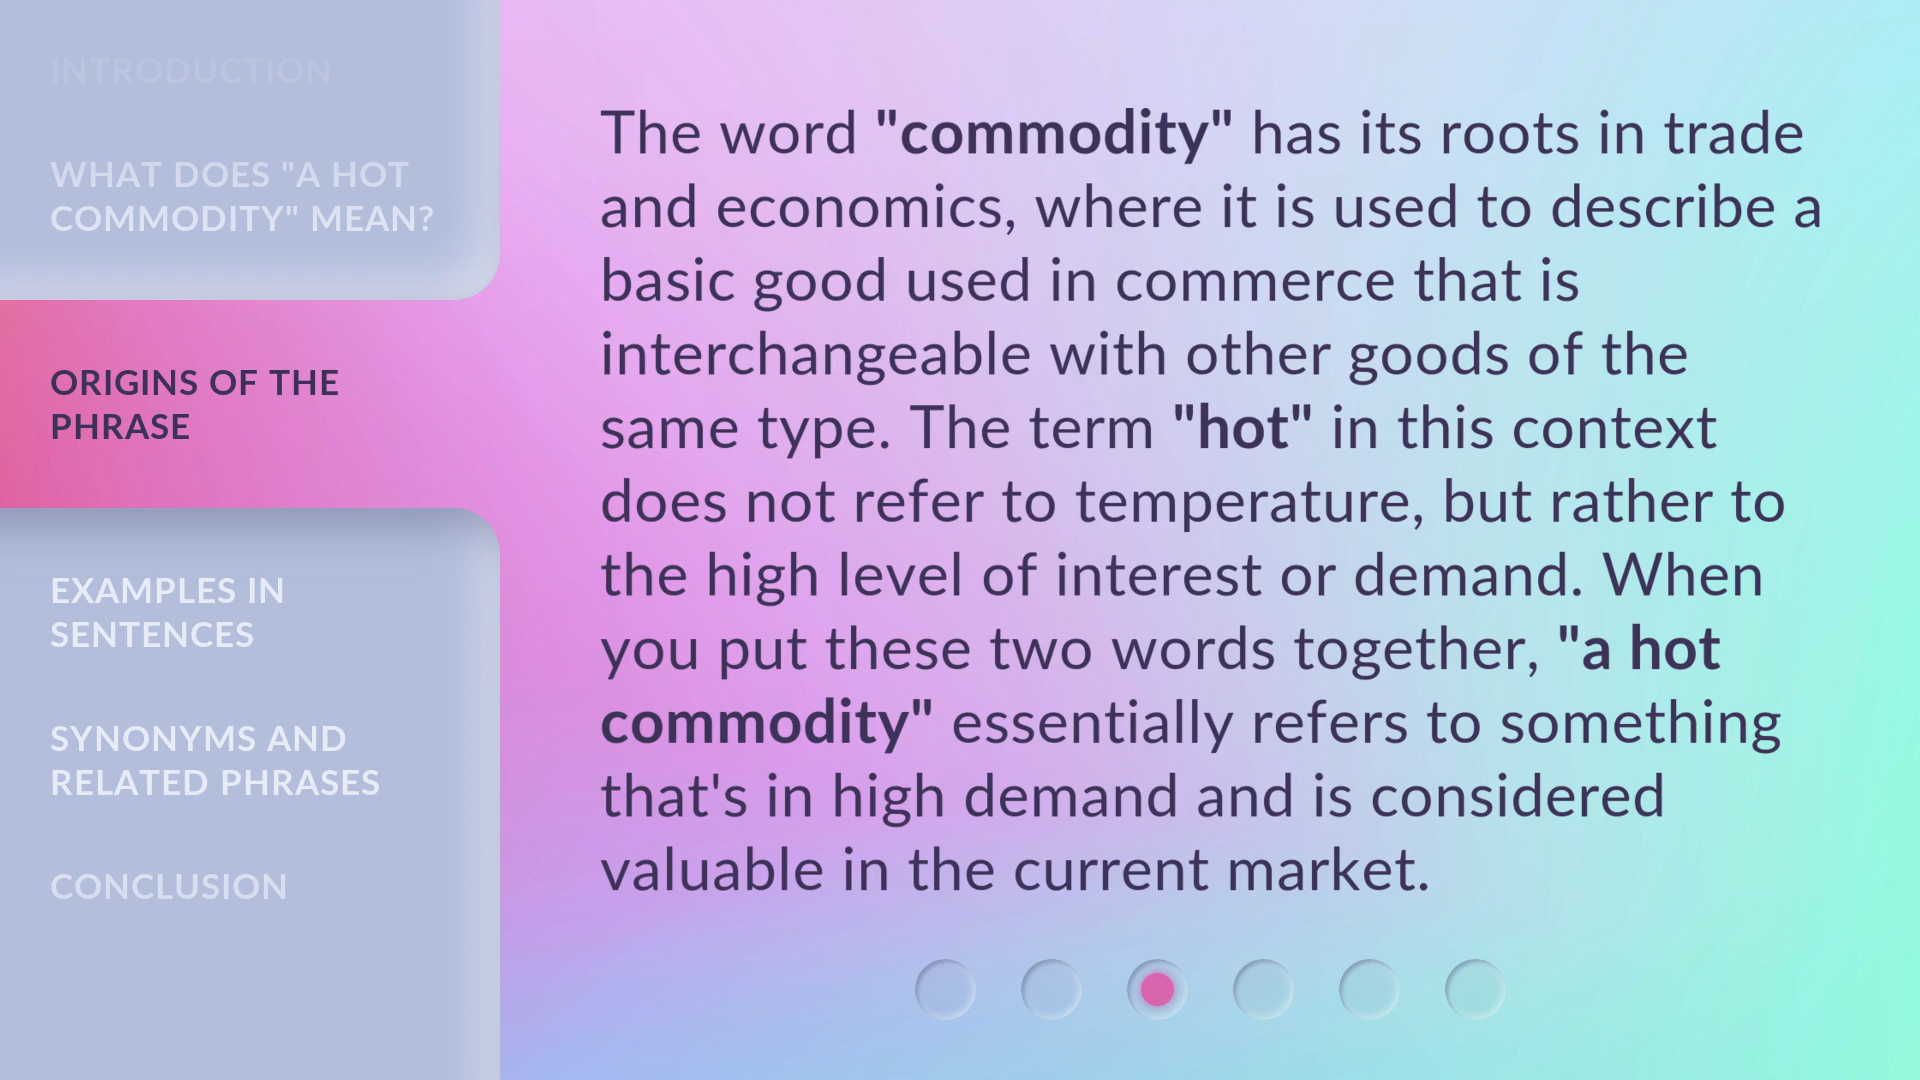 INTRODUCTION
WHAT DOES "A HOT
COMMODITY" MEAN?
ORIGINS OF THE
PHRASE
EXAMPLES IN
SENTENCES
SYNONYMS AND
RELATED PHRASES
CONCLUSION
The word "commodity" has its roots in trade
and economics, where it is used to describe a
basic good used in commerce that is
interchangeable with other goods of the
same type. The term "hot" in this context
does not refer to temperature, but rather to
the high level of interest or demand. When
you put these two words together, "a hot
commodity" essentially refers to something
that's in high demand and is considered
valuable in the current market.